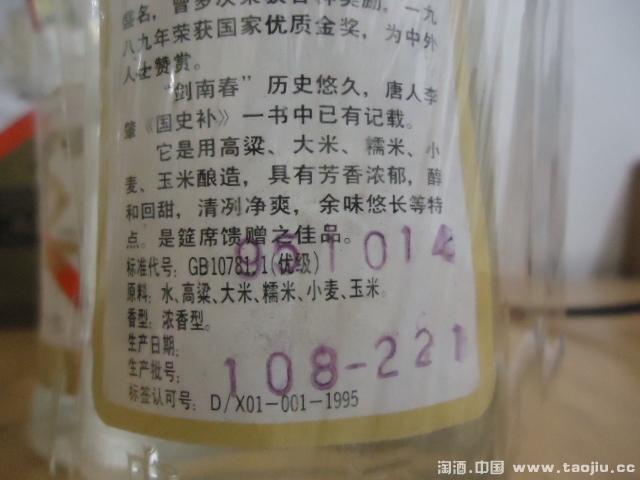 盛名，曾多次荣获各种奖励，一九
八九年荣获国家优质金奖，为中外
人士赞赏。
“剑南春”历史悠久，唐人李
肇《国史补》一书中已有记载。
它是用高粱、大米、糯米、小
麦、玉米酿造，具有芳香浓郁，醇
和回甜，清冽净爽，余味悠长等特
点。是筵席馈赠之佳品。
951014
标准代号：GB10781·1(优级)
原料：水、高粱、大米、糯米、小麦、玉米。
香型：浓香型。
生产日期：
生产批号：
108-221
标签认可号：D/X01-001-1995
淘酒.中国 www.taojiu.cc